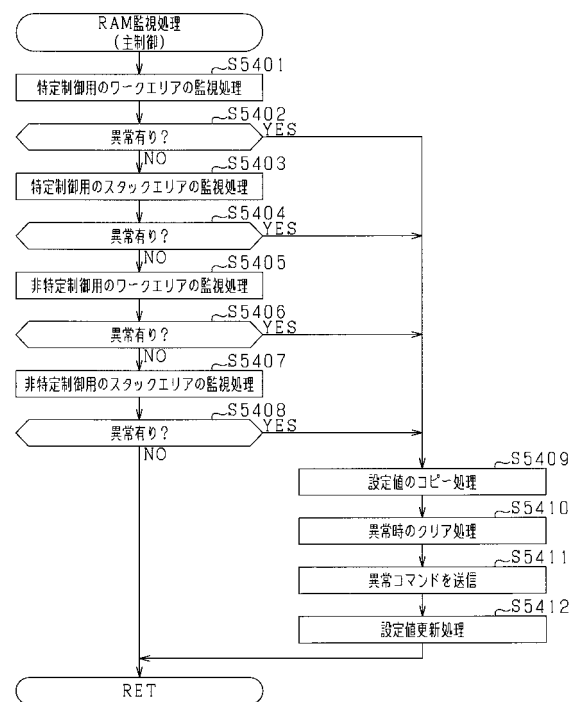 RAM監視処理
(主制御)
S5401
特定制御用のワークエリアの監視処理
S5402
異常有り?
YES
NO
S5403
特定制御用のスタックエリアの監視処理
S5404
異常有り?
YES
NO
S5405
非特定制御用のワークエリアの監視処理
S5406
異常有り?
YES
NO
S5407
非特定制御用のスタックエリアの監視処理
S5408
異常有り?
YES
NO
S5409
設定値のコピー処理
S5410
異常時のクリア処理
S5411
異常コマンドを送信
S5412
設定値更新処理
RET